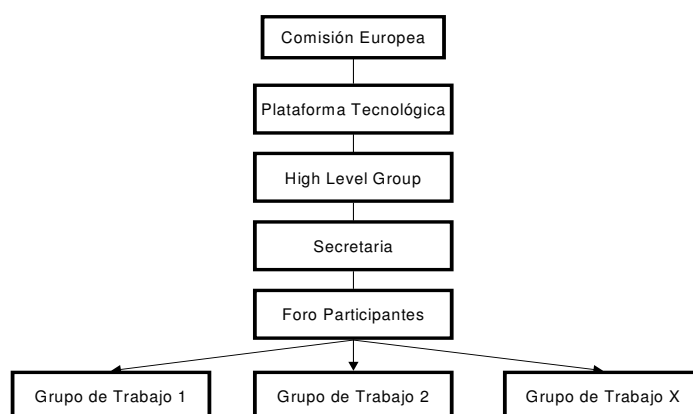 Comisión Europea
Plataforma Tecnológica
High Level Group
Secretaria
Foro Participantes
Grupo de Trabajo 1
Grupo de Trabajo 2
Grupo de Trabajo X